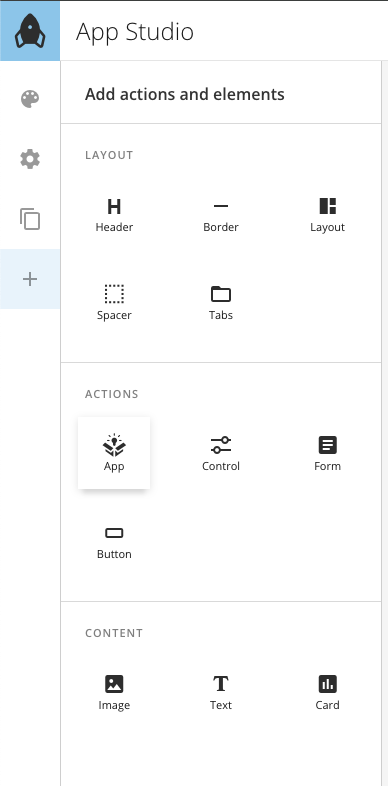 App Studio
Add actions and elements
LAYOUT
Header Border Layout
Spacer Tabs
ACTIONS
App Control Form
Button
CONTENT
Image Text Card